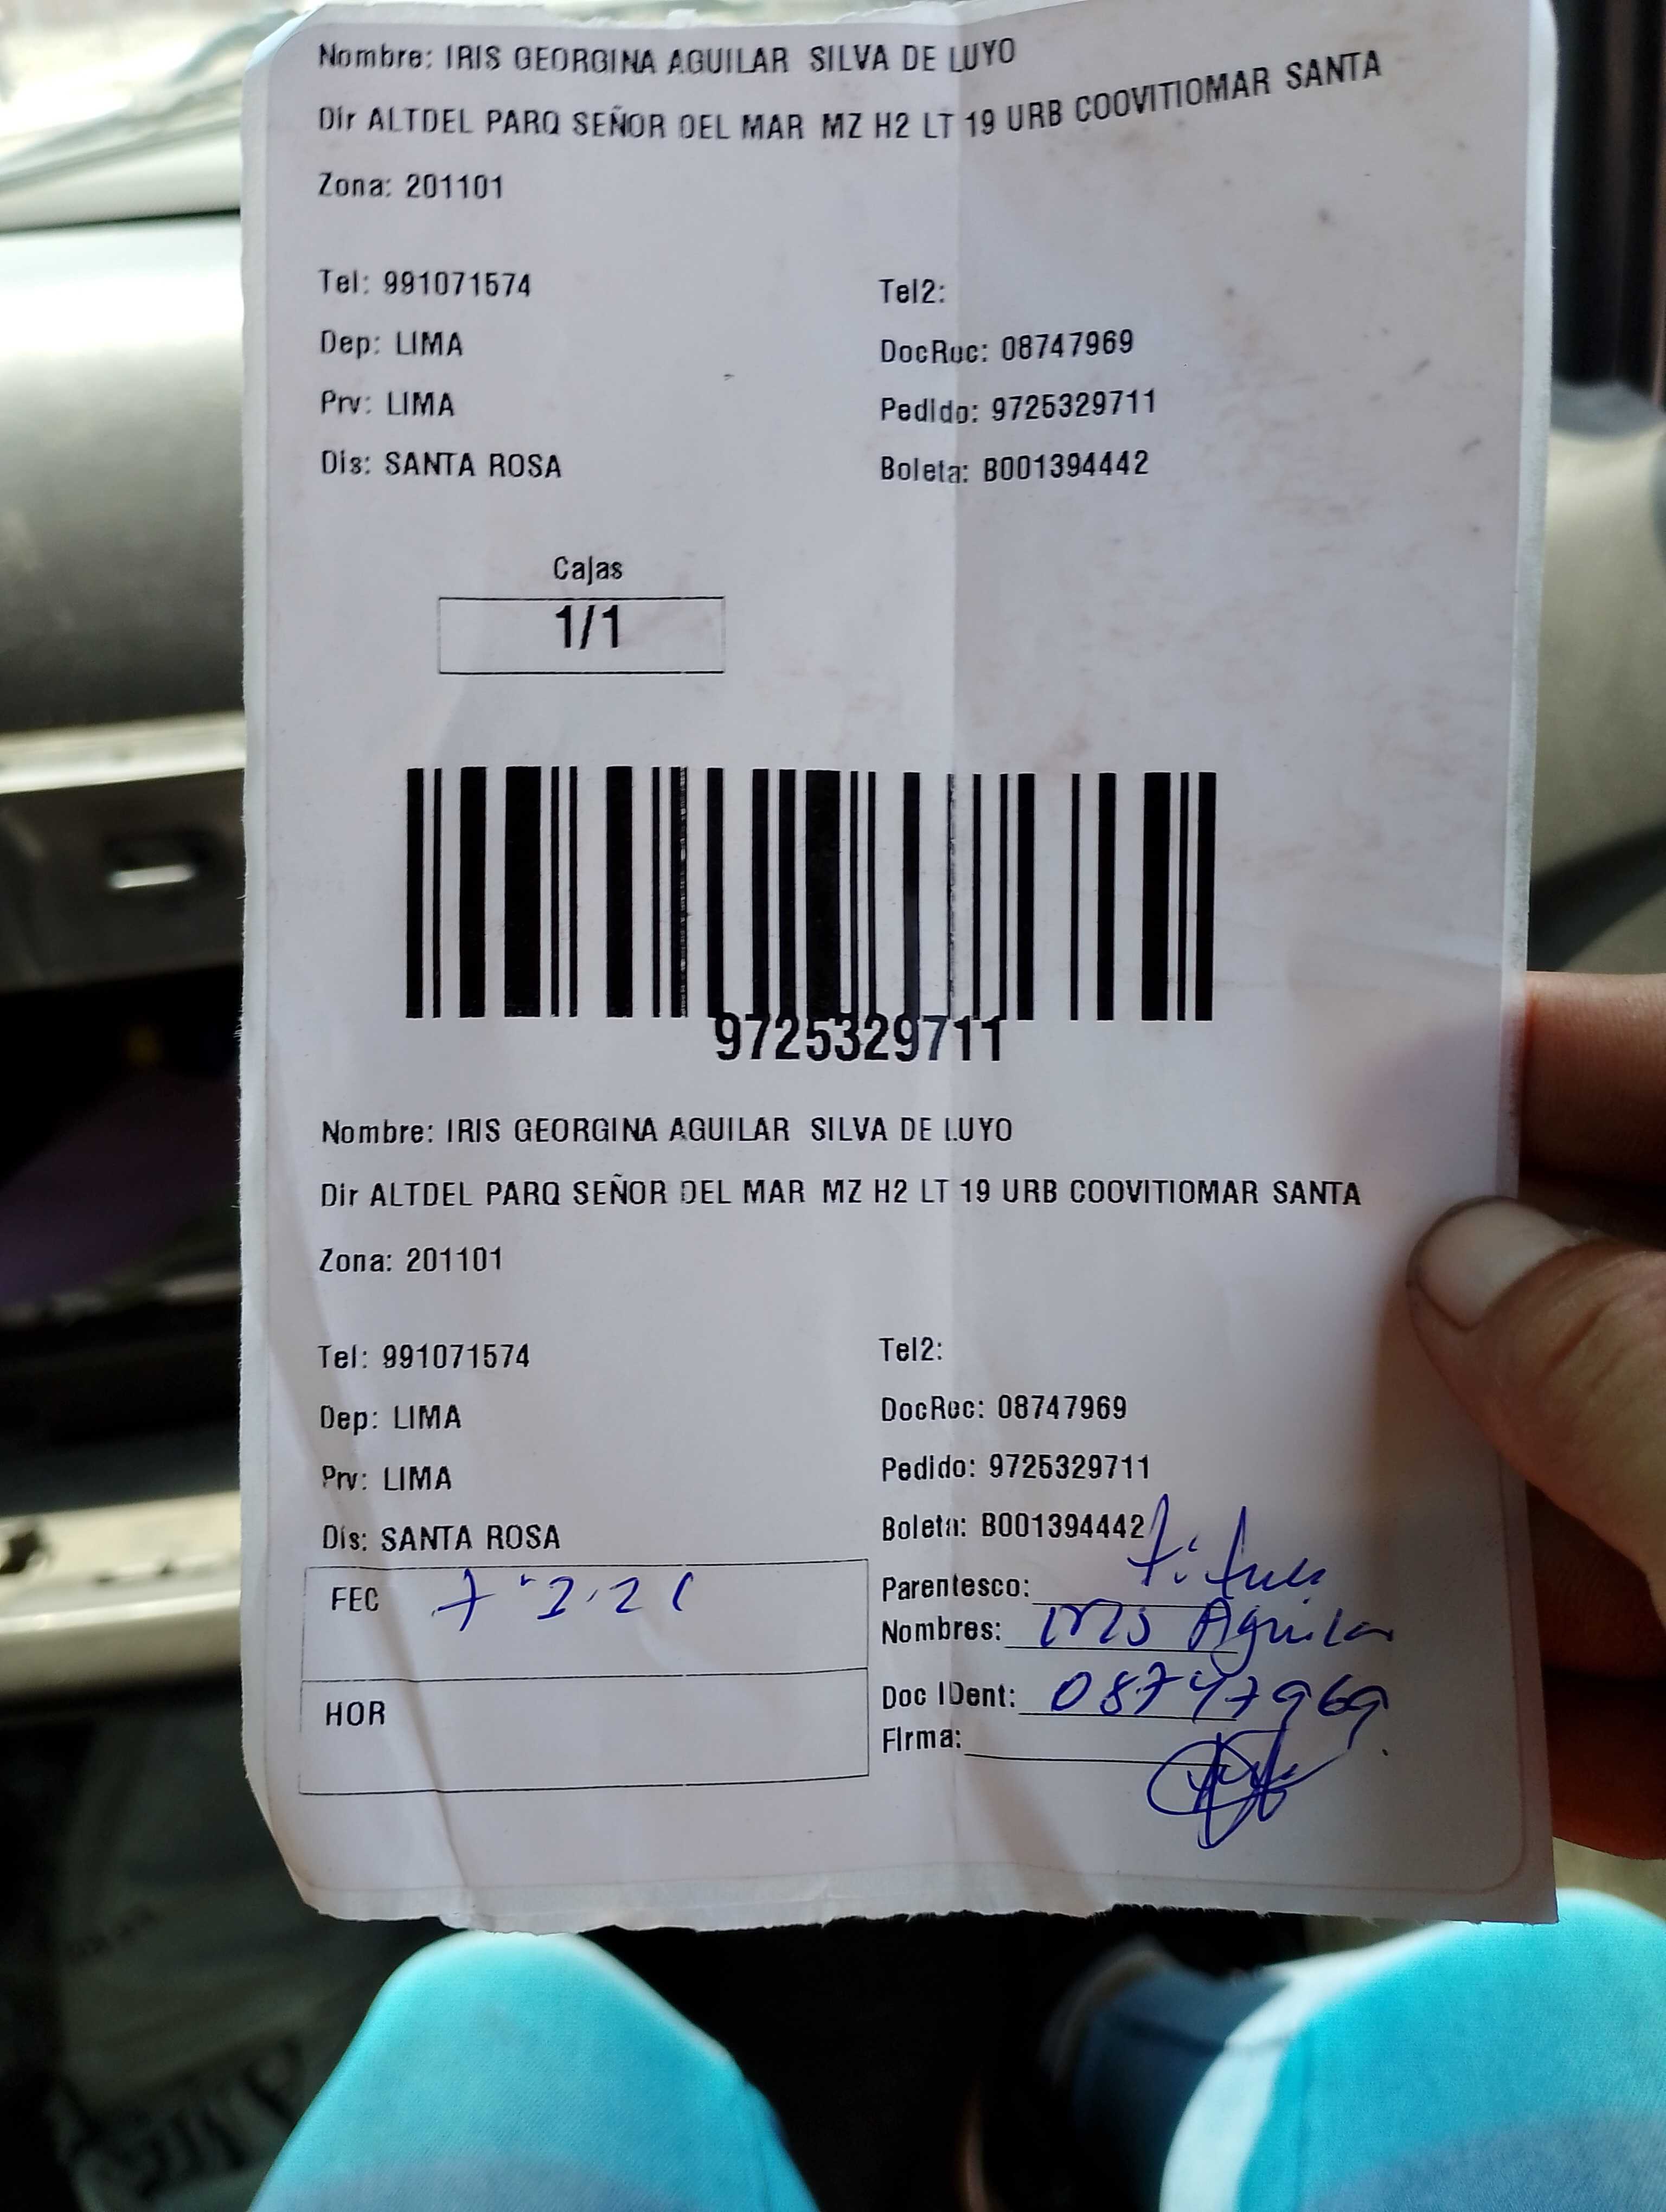 Nombre: IRIS GEORGINA AGUILAR SILVA DE LUYO
Dir ALTDEL PARQ SEÑOR DEL MAR MZ H2 LT 19 URB COOVITIOMAR SANTA
Zona: 201101
Tel: 991071574 Tel2:
Dep: LIMA DocRuc: 08747969
Prv: LIMA Pedido: 9725329711
Dis: SANTA ROSA Boleta: B001394442
Cajas
1/1
9725329711
Nombre: IRIS GEORGINA AGUILAR SILVA DE LUYO
Dir ALTDEL PARQ SEÑOR DEL MAR MZ H2 LT 19 URB COOVITIOMAR SANTA
Zona: 201101
Tel: 991071574 Tel2:
Dep: LIMA DocRuc: 08747969
Prv: LIMA Pedido: 9725329711
Dis: SANTA ROSA Boleta: B001394442
FEC Parentesco:
Nombres: Iris Aguilar
HOR Doc IDent: 08747969
Firma: